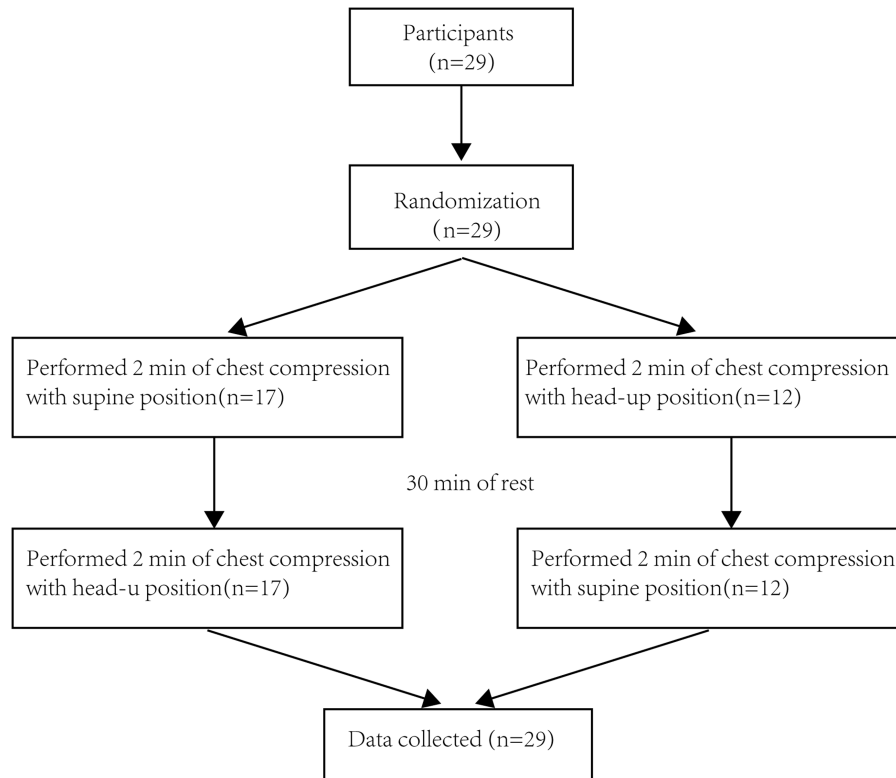 Participants
(n=29)
Randomization
(n=29)
Performed 2 min of chest compression
with supine position(n=17)
Performed 2 min of chest compression
with head-up position(n=12)
30 min of rest
Performed 2 min of chest compression
with head-u position(n=17)
Performed 2 min of chest compression
with supine position(n=12)
Data collected (n=29)